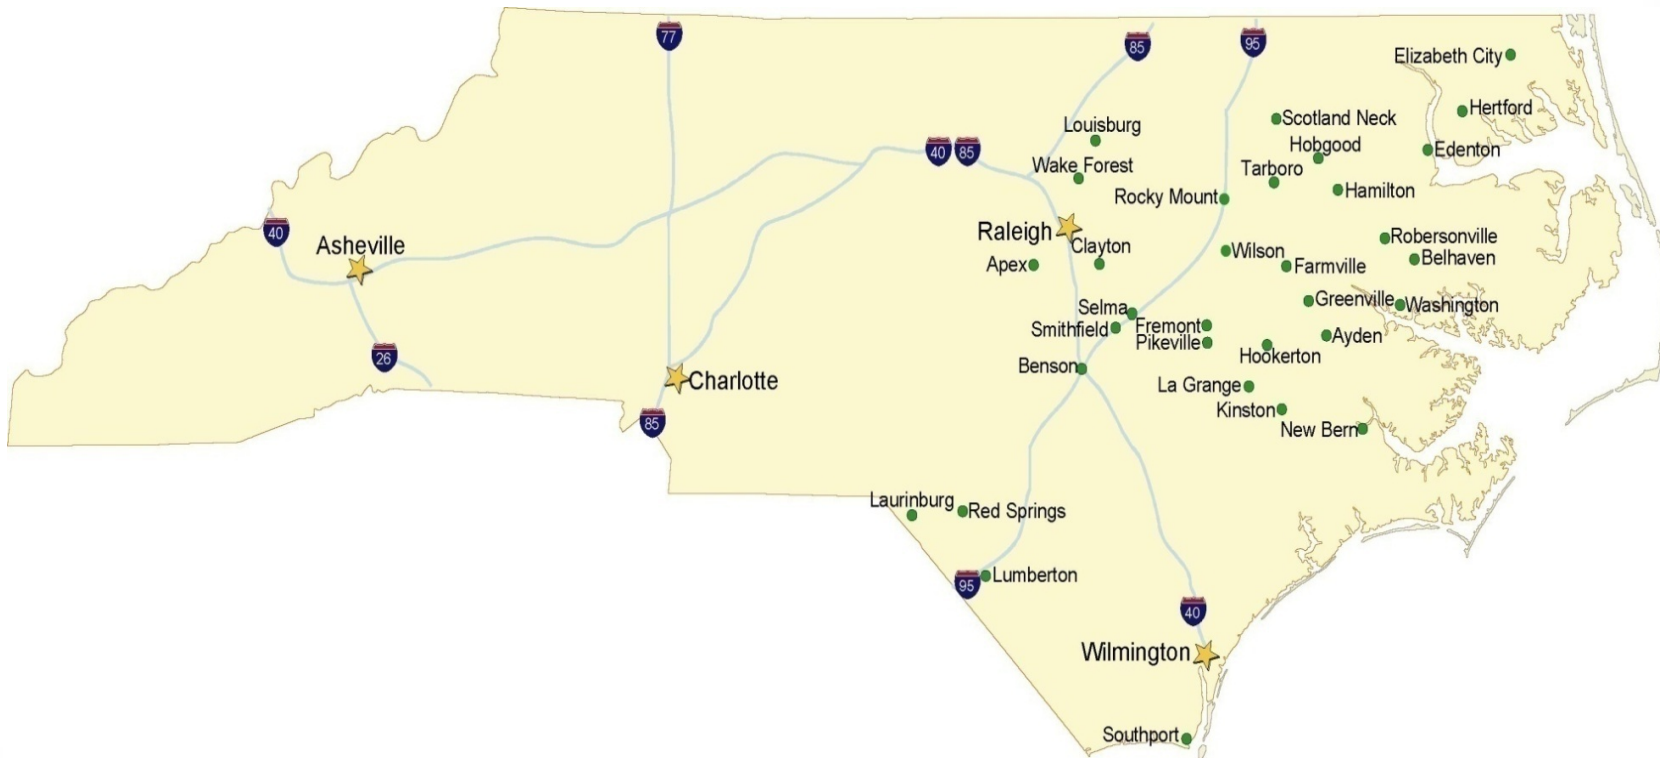 77
85
95
Elizabeth City
Hertford
Scotland Neck
Louisburg
Hobgood
40
85
Edenton
Wake Forest
Tarboro
Hamilton
Rocky Mount
40
Asheville
Raleigh
Clayton
Robersonville
Wilson
Belhaven
Apex
Farmville
Greenville
Washington
Selma
Smithfield
Fremont
Pikeville
Ayden
Hookerton
26
Benson
Charlotte
La Grange
Kinston
85
New Bern
Laurinburg
Red Springs
95
Lumberton
40
Wilmington
Southport